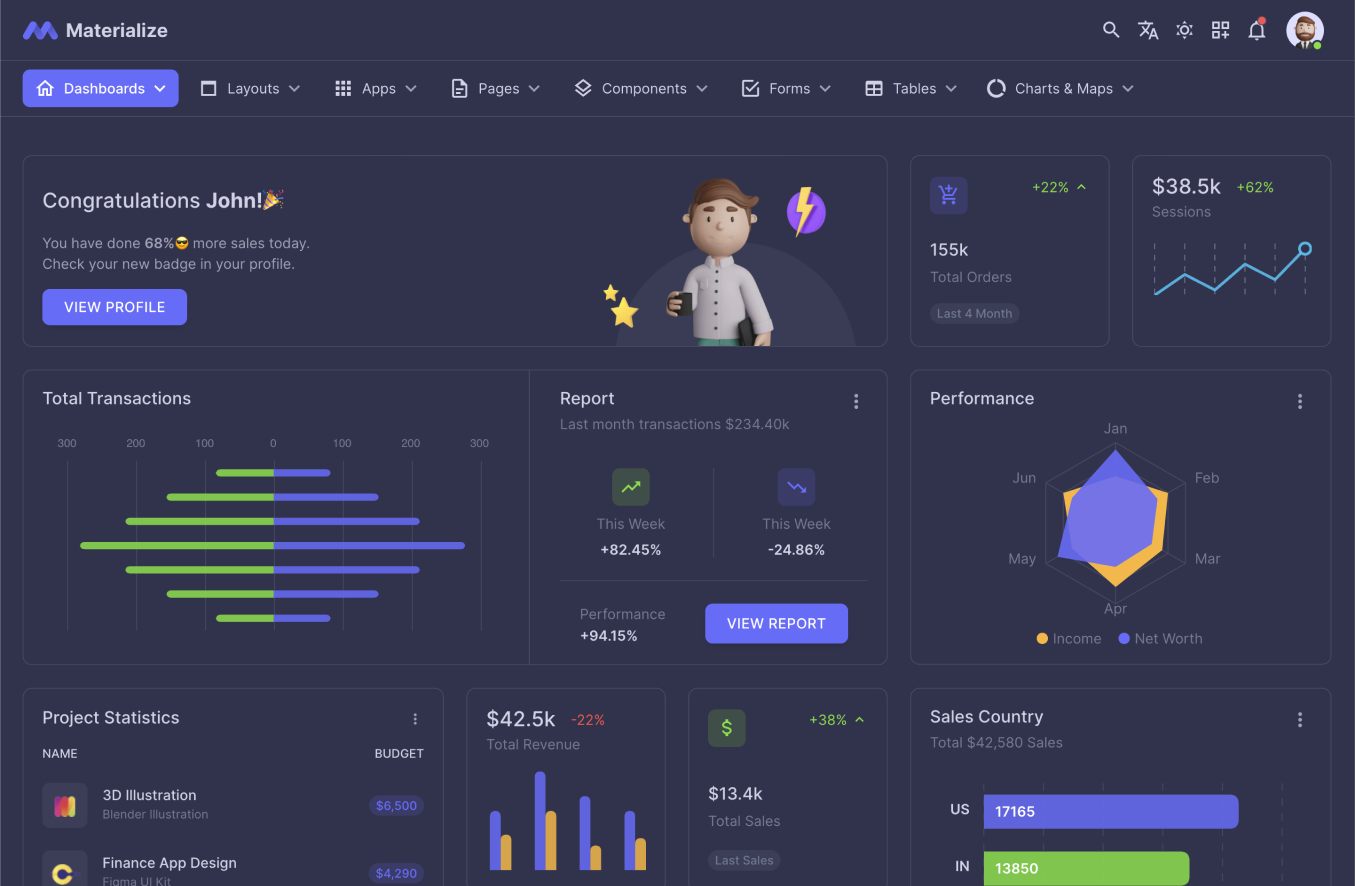 Materialize
Dashboards
Layouts
Apps
Pages
Components
Forms
Tables
Charts & Maps
Congratulations John!🎉
You have done 68%😎 more sales today.
Check your new badge in your profile.
VIEW PROFILE
+22%
155k
Total Orders
Last 4 Month
$38.5k +62%
Sessions
Total Transactions
300 200 100 0 100 200 300
Report
Last month transactions $234.40k
This Week
+82.45%
This Week
-24.86%
Performance
+94.15%
VIEW REPORT
Performance
Jan
Feb
Mar
Apr
May
Jun
Income
Net Worth
Project Statistics
NAME BUDGET
3D Illustration
Blender Illustration
$6,500
Finance App Design
Figma UI Kit
$4,290
$42.5k -22%
Total Revenue
+38%
$13.4k
Total Sales
Last Sales
Sales Country
Total $42,580 Sales
US 17165
IN 13850